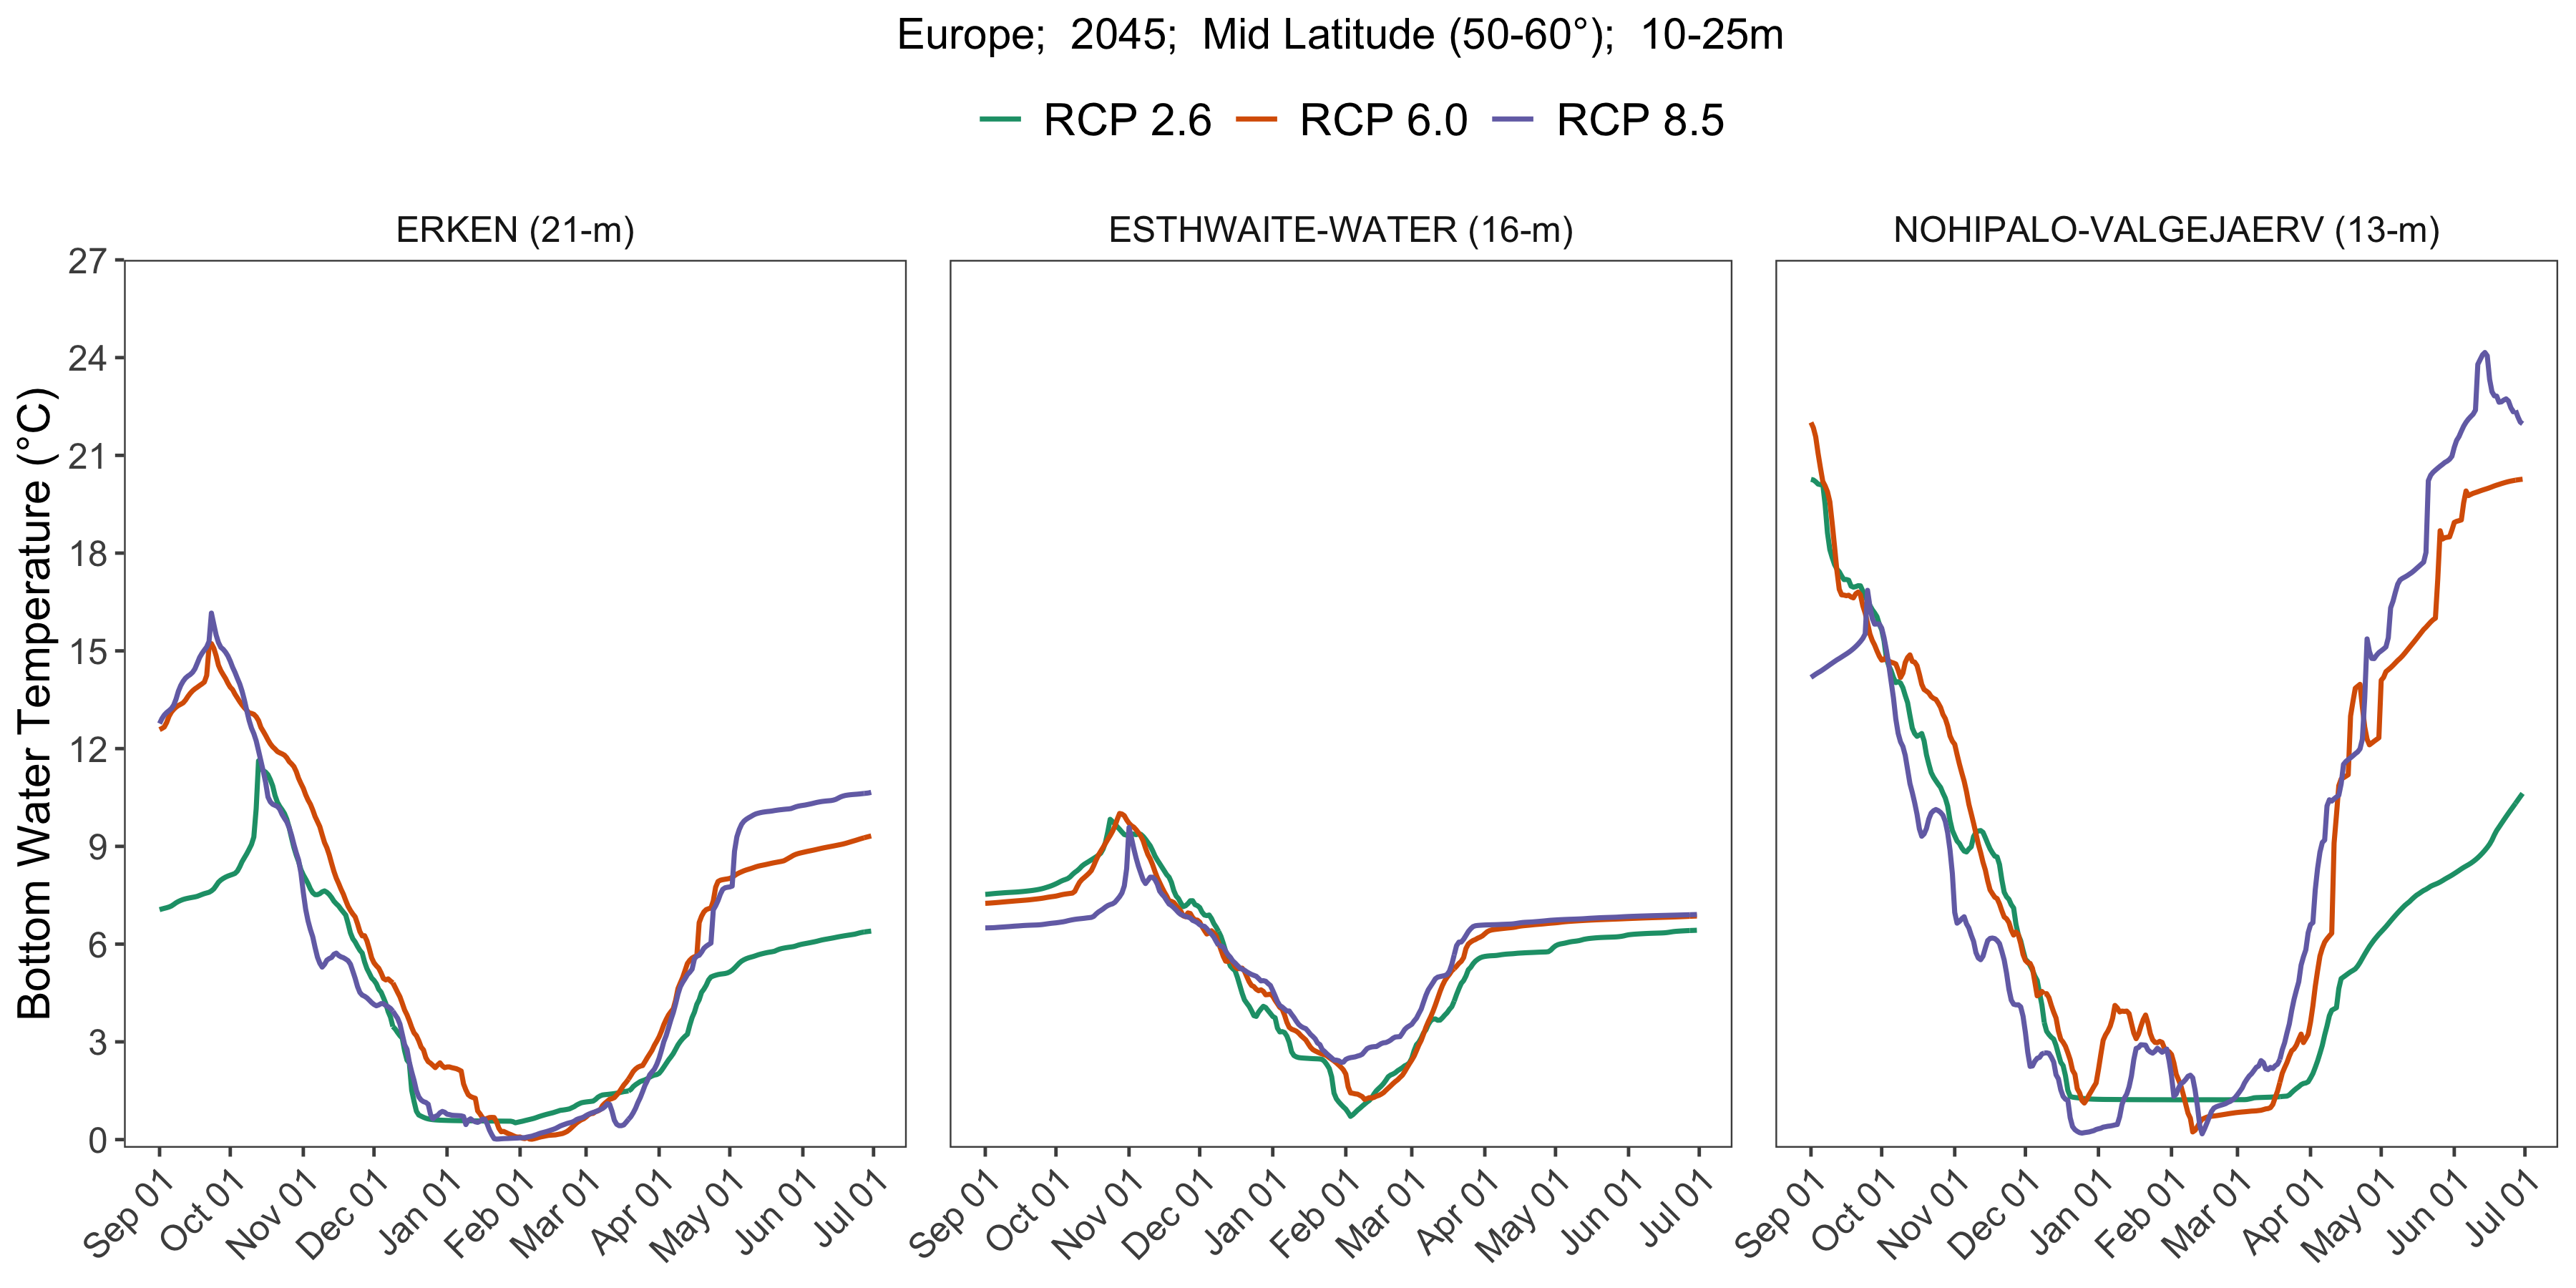 Europe;  2045;  Mid Latitude (50-60°);  10-25m
RCP 2.6 RCP 6.0 RCP 8.5
ERKEN (21-m) ESTHWAITE-WATER (16-m) NOHIPALO-VALGEJAERV (13-m)
Bottom Water Temperature (°C)
27
24
21
18
15
12
9
6
3
0
Sep 01 Oct 01 Nov 01 Dec 01 Jan 01 Feb 01 Mar 01 Apr 01 May 01 Jun 01 Jul 01 Sep 01 Oct 01 Nov 01 Dec 01 Jan 01 Feb 01 Mar 01 Apr 01 May 01 Jun 01 Jul 01 Sep 01 Oct 01 Nov 01 Dec 01 Jan 01 Feb 01 Mar 01 Apr 01 May 01 Jun 01 Jul 01